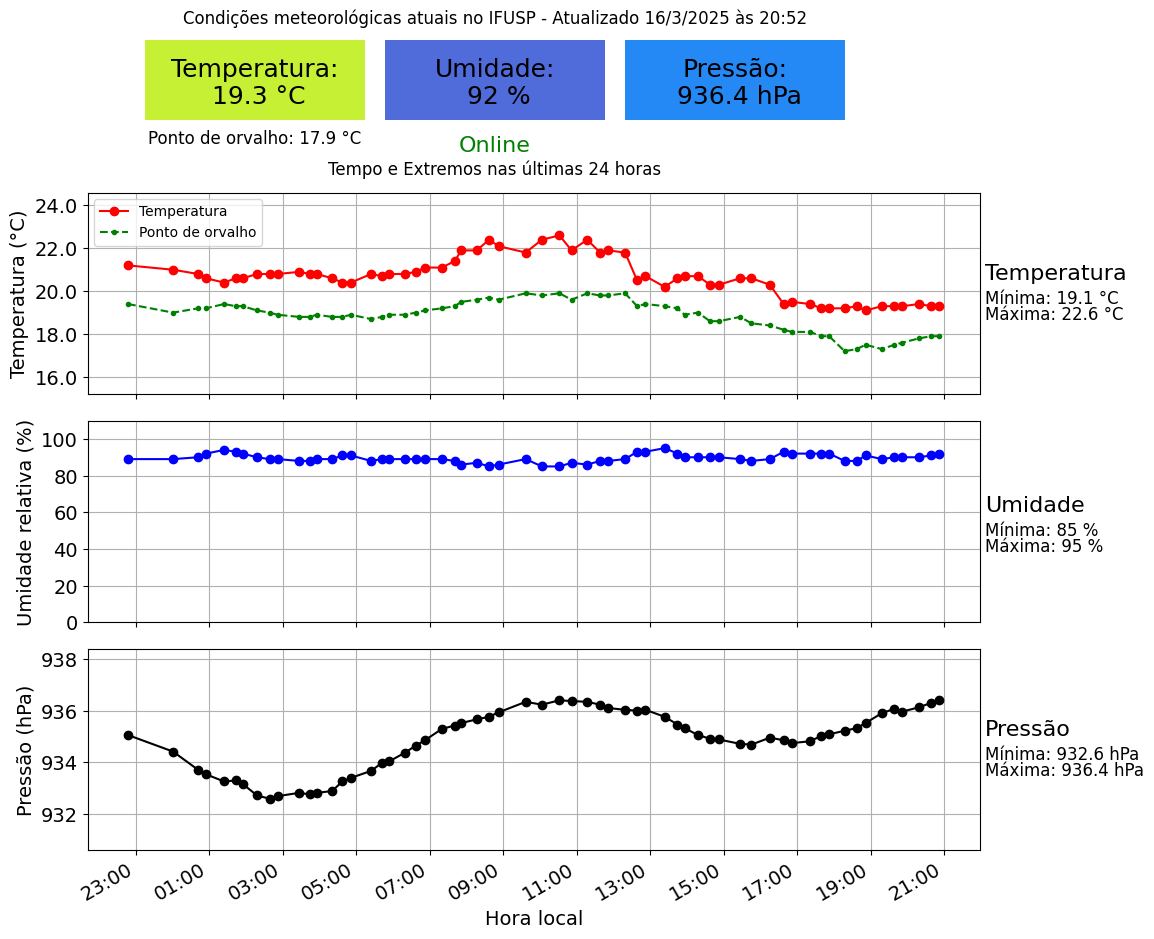 Condições meteorológicas atuais no IFUSP - Atualizado 16/3/2025 às 20:52
Temperatura:
19.3 °C
Umidade:
92 %
Pressão:
936.4 hPa
Ponto de orvalho: 17.9 °C
Online
Tempo e Extremos nas últimas 24 horas
Temperatura (°C)
24.0
22.0
20.0
18.0
16.0
Temperatura
Ponto de orvalho
Temperatura
Mínima: 19.1 °C
Máxima: 22.6 °C
Umidade relativa (%)
100
80
60
40
20
0
Umidade
Mínima: 85 %
Máxima: 95 %
Pressão (hPa)
938
936
934
932
Pressão
Mínima: 932.6 hPa
Máxima: 936.4 hPa
23:00 01:00 03:00 05:00 07:00 09:00 11:00 13:00 15:00 17:00 19:00 21:00
Hora local